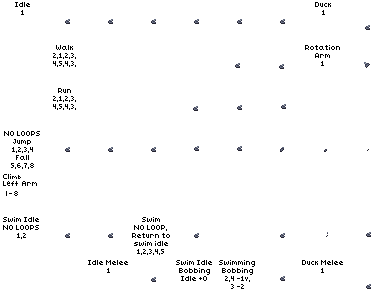 Idle
1
Duck
1
Walk
2,1,2,3,
4,5,4,3,
Rotation
Arm
1
Run
2,1,2,3,
4,5,4,3,
NO LOOPS
Jump
1,2,3,4
Fall
5,6,7,8
Climb
Left Arm
1-8
Swim Idle
NO LOOPS
1,2
Swim
NO LOOP,
Return to
swim idle
1,2,3,4,5
Idle Melee
1
Swim Idle
Bobbing
Idle +0
Swimming
Bobbing
2,4 -1v,
3 -2
Duck Melee
1